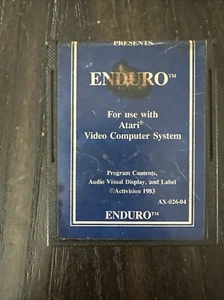 PRESENTS
ENDURO™
For use with
Atari®
Video Computer System
Program Contents,
Audio Visual Display, and Label
©Activision 1983
AX-026-04
ENDURO™